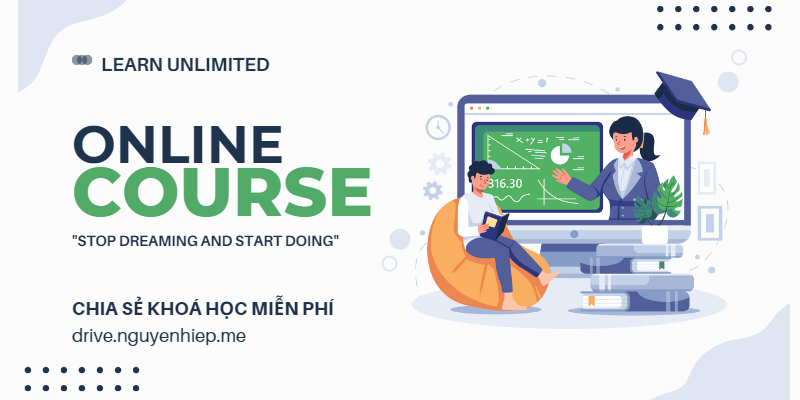 LEARN UNLIMITED
ONLINE
COURSE
"STOP DREAMING AND START DOING"
CHIA SẺ KHOÁ HỌC MIỄN PHÍ
drive.nguyenhiep.me
x+y=7
316.30